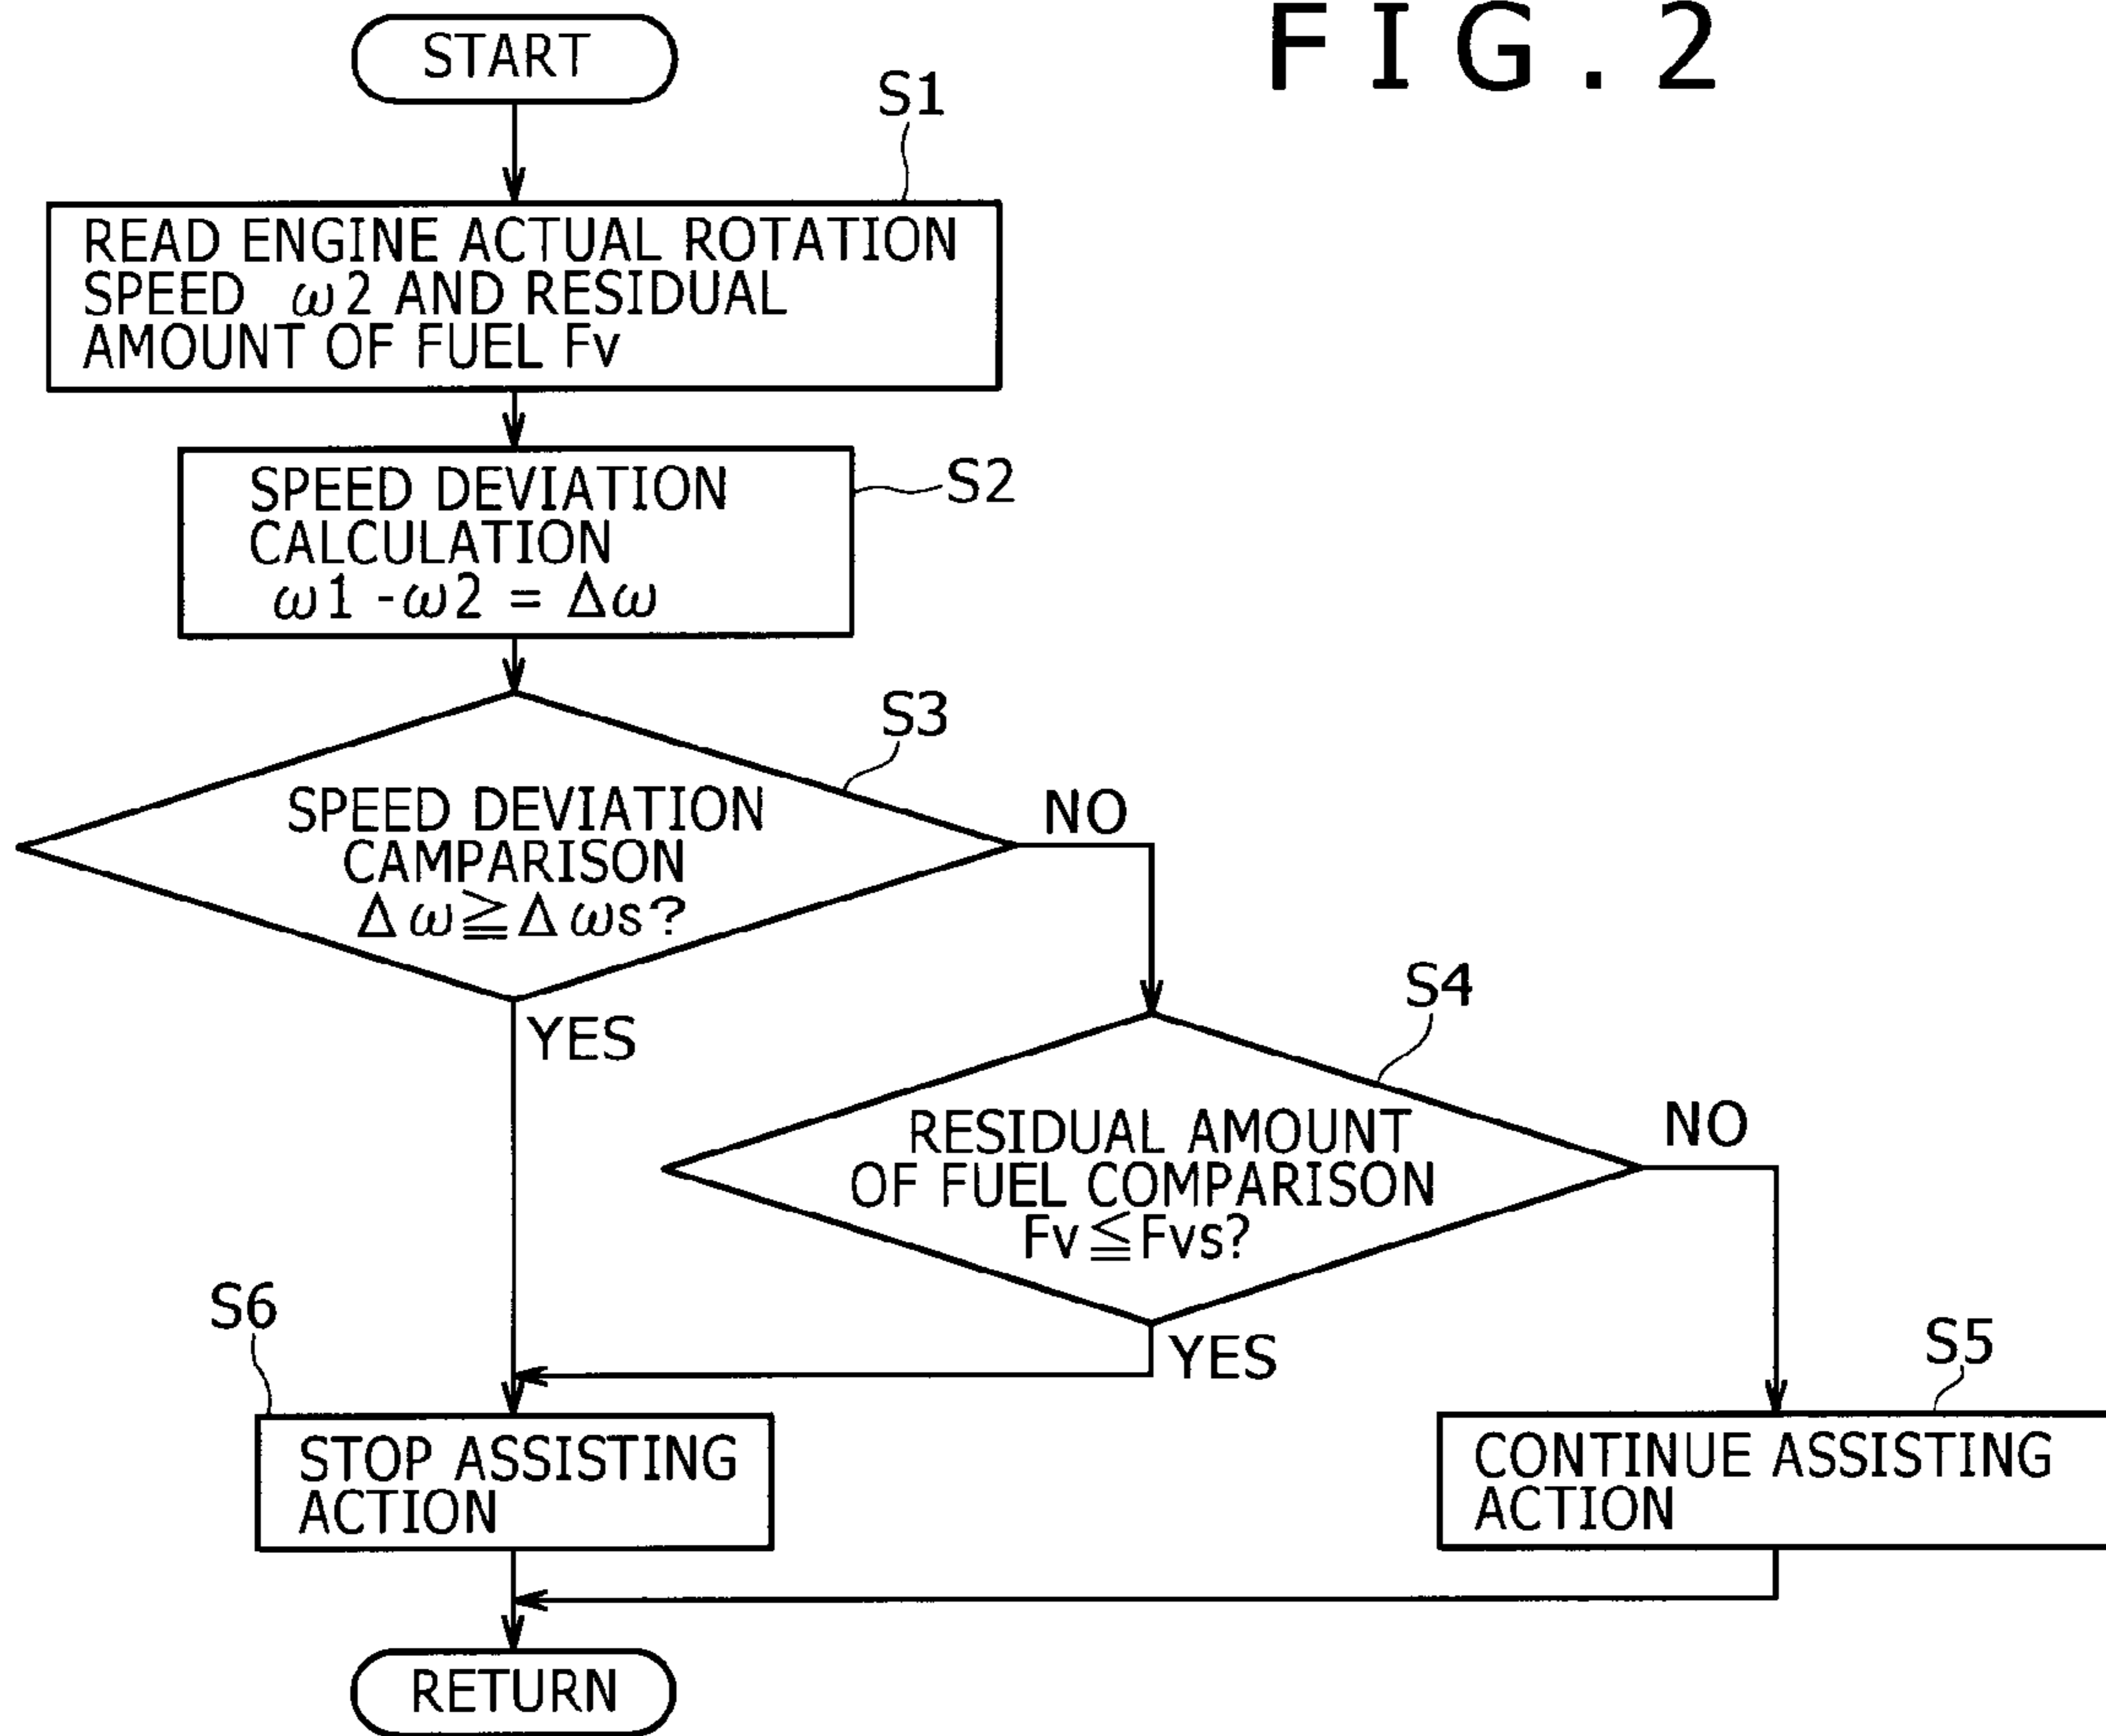 FIG.2
START
S1
READ ENGINE ACTUAL ROTATION
SPEED ω2 AND RESIDUAL
AMOUNT OF FUEL Fv
S2
SPEED DEVIATION
CALCULATION
ω1 -ω2 = Δω
S3
SPEED DEVIATION
CAMPARISON
Δω≧Δωs?
NO
YES
S4
RESIDUAL AMOUNT
OF FUEL COMPARISON
Fv≦Fvs?
NO
YES
S6
STOP ASSISTING
ACTION
S5
CONTINUE ASSISTING
ACTION
RETURN